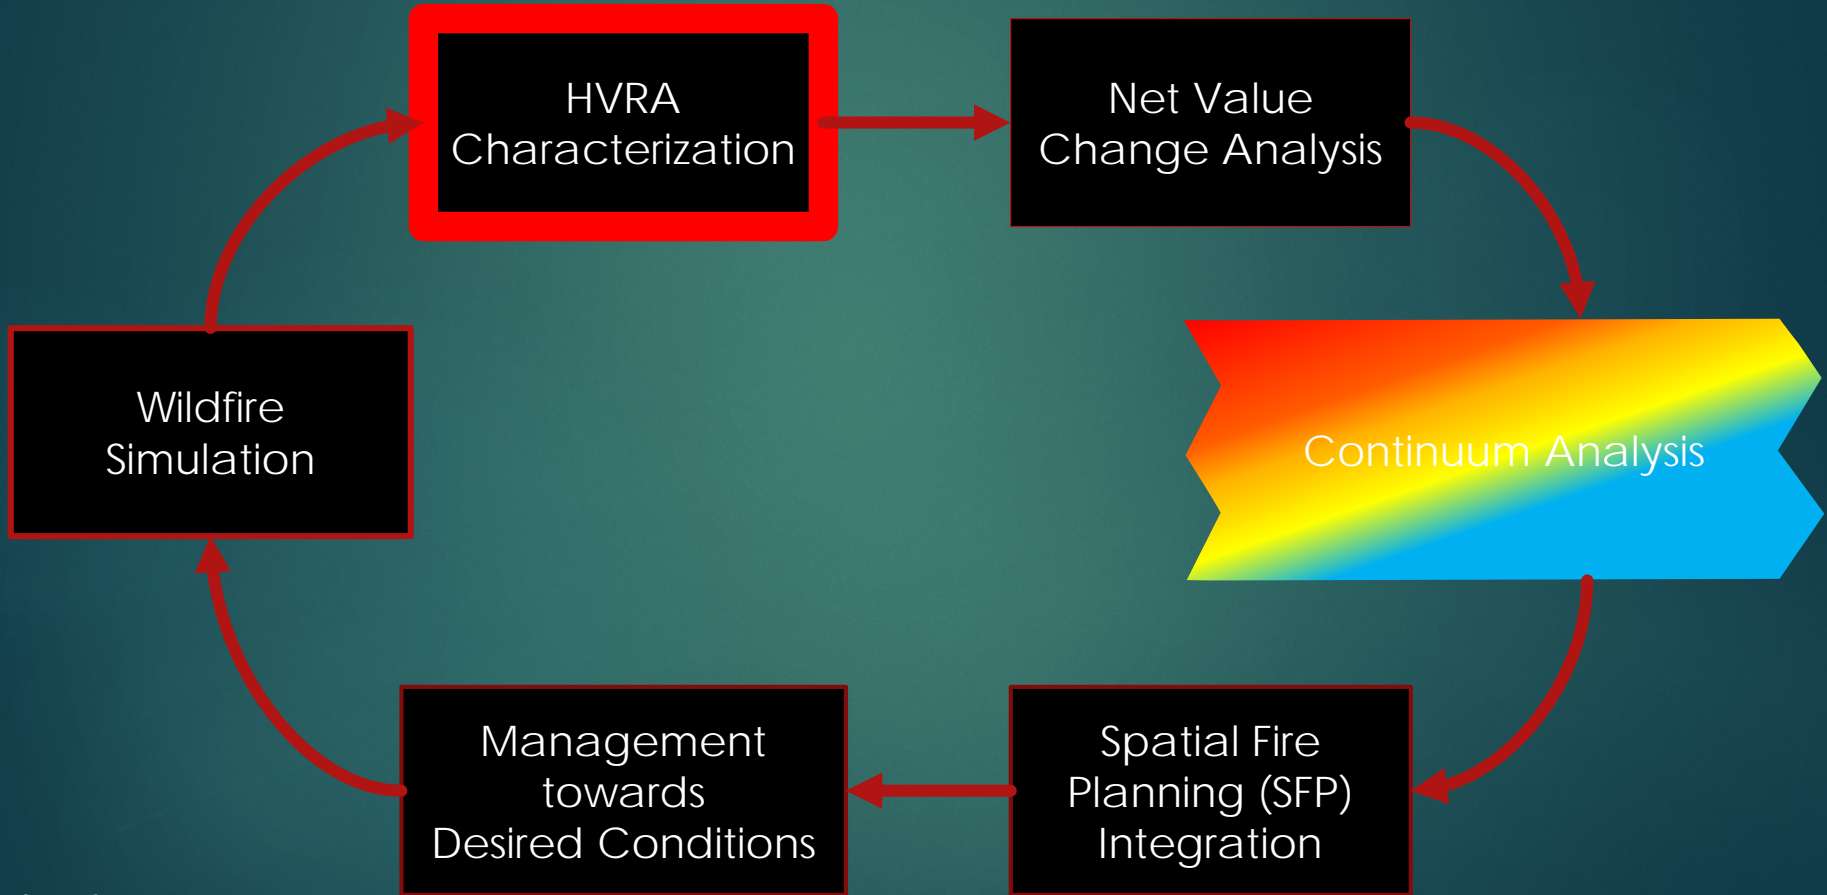 HVRA
Characterization
Net Value
Change Analysis
Continuum Analysis
Spatial Fire
Planning (SFP)
Integration
Management
towards
Desired Conditions
Wildfire
Simulation